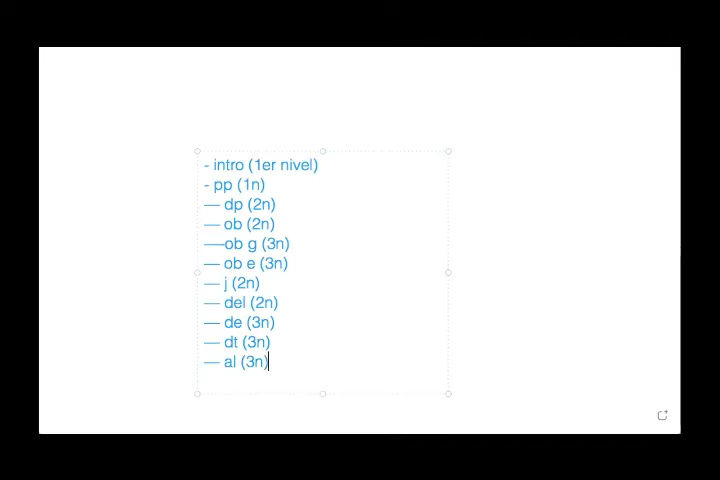 - intro (1er nivel)
- pp (1n)
— dp (2n)
— ob (2n)
—-ob g (3n)
— ob e (3n)
— j (2n)
— del (2n)
— de (3n)
— dt (3n)
— al (3n)